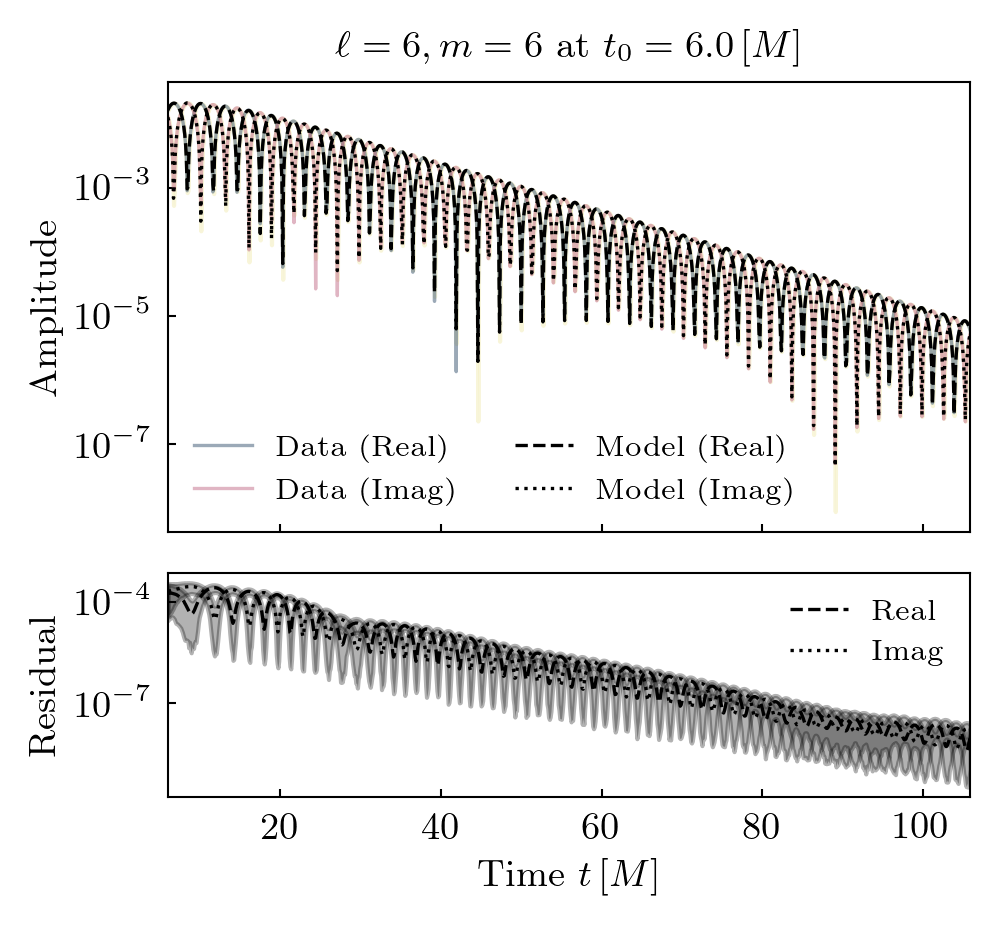 ℓ = 6, m = 6 at t₀ = 6.0 [M]
Amplitude
10⁻³
10⁻⁵
10⁻⁷
Data (Real)
Data (Imag)
Model (Real)
Model (Imag)
Residual
10⁻⁴
10⁻⁷
Real
Imag
20 40 60 80 100
Time t [M]